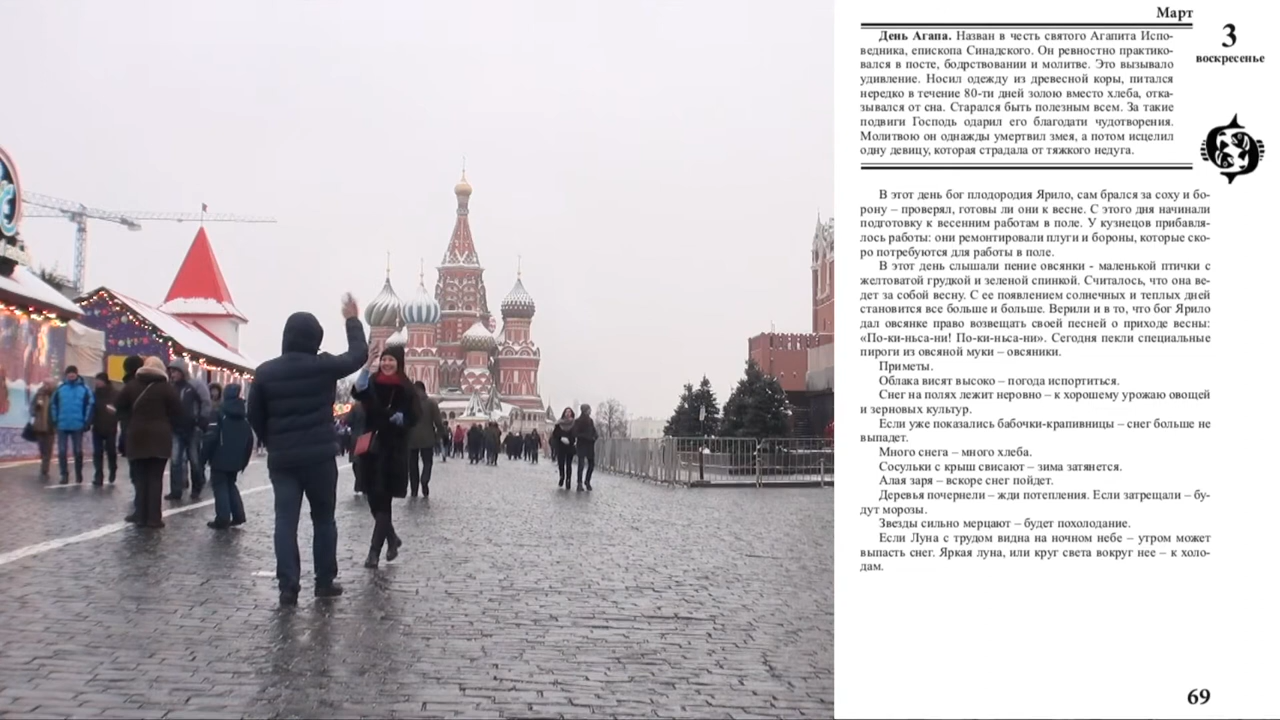 Март
3
воскресенье
День Агапа. Назван в честь святого Агапита Испо-
ведника, епископа Синадского. Он ревностно практико-
вался в посте, бодрствовании и молитве. Это вызывало
удивление. Носил одежду из древесной коры, питался
нередко в течение 80-ти дней золою вместо хлеба, отка-
зывался от сна. Старался быть полезным всем. За такие
подвиги Господь одарил его благодати чудотворения.
Молитвою он однажды умертвил змея, а потом исцелил
одну девицу, которая страдала от тяжкого недуга.
В этот день бог плодородия Ярило, сам брался за соху и бо-
рону – проверял, готовы ли они к весне. С этого дня начинали
подготовку к весенним работам в поле. У кузнецов прибавля-
лось работы: они ремонтировали плуги и бороны, которые ско-
ро потребуются для работы в поле.
В этот день слышали пение овсянки - маленькой птички с
желтоватой грудкой и зеленой спинкой. Считалось, что она ве-
дет за собой весну. С ее появлением солнечных и теплых дней
становится все больше и больше. Верили и в то, что бог Ярило
дал овсянке право возвещать своей песней о приходе весны:
«По-ки-ньса-ни! По-ки-ньса-ни». Сегодня пекли специальные
пироги из овсяной муки – овсяники.
Приметы.
Облака висят высоко – погода испортиться.
Снег на полях лежит неровно – к хорошему урожаю овощей
и зерновых культур.
Если уже показались бабочки-крапивницы – снег больше не
выпадет.
Много снега – много хлеба.
Сосульки с крыш свисают – зима затянется.
Алая заря – вскоре снег пойдет.
Деревья почернели – жди потепления. Если затрещали – бу-
дут морозы.
Звезды сильно мерцают – будет похолодание.
Если Луна с трудом видна на ночном небе – утром может
выпасть снег. Яркая луна, или круг света вокруг нее – к холо-
дам.
69